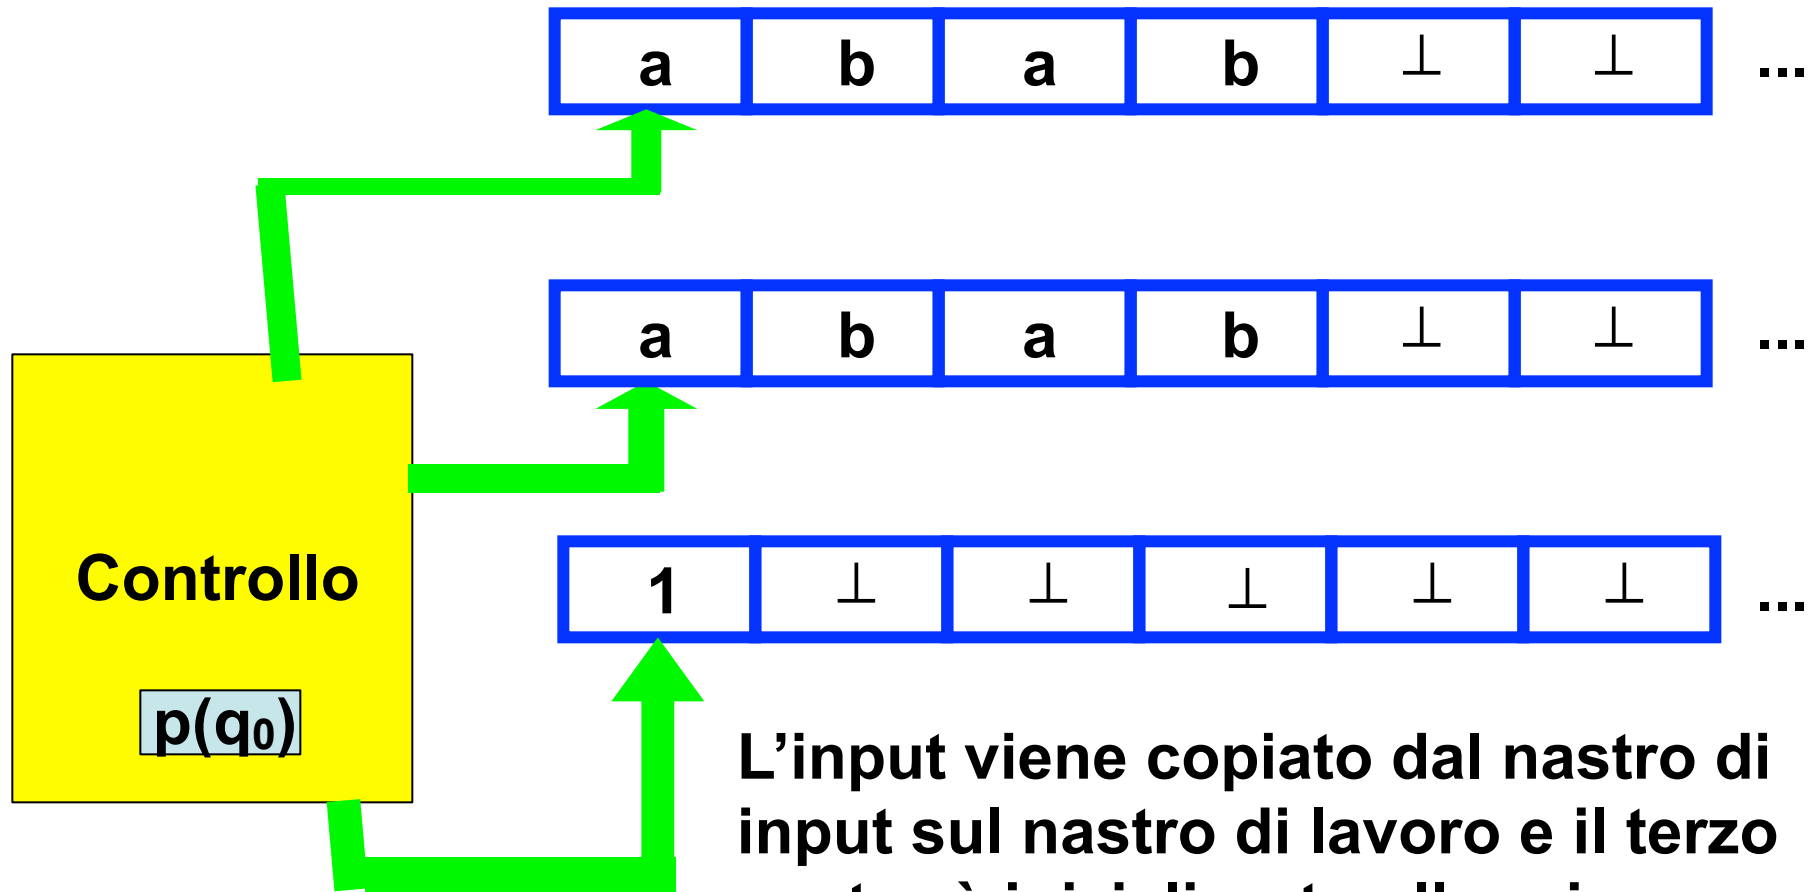 a b a b ⊥ ⊥ ...
a b a b ⊥ ⊥ ...
Controllo
1 ⊥ ⊥ ⊥ ⊥ ⊥ ...
p(q₀)
L'input viene copiato dal nastro di
input sul nastro di lavoro e il terzo